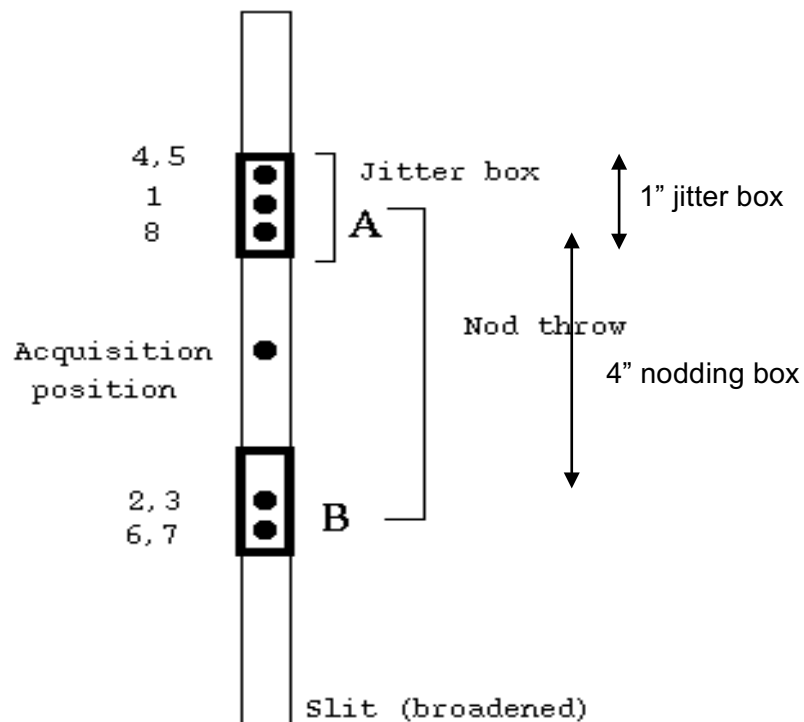 4,5
Jitter box
1" jitter box
1
8
A
Nod throw
Acquisition
position
4" nodding box
2,3
6,7
B
Slit (broadened)